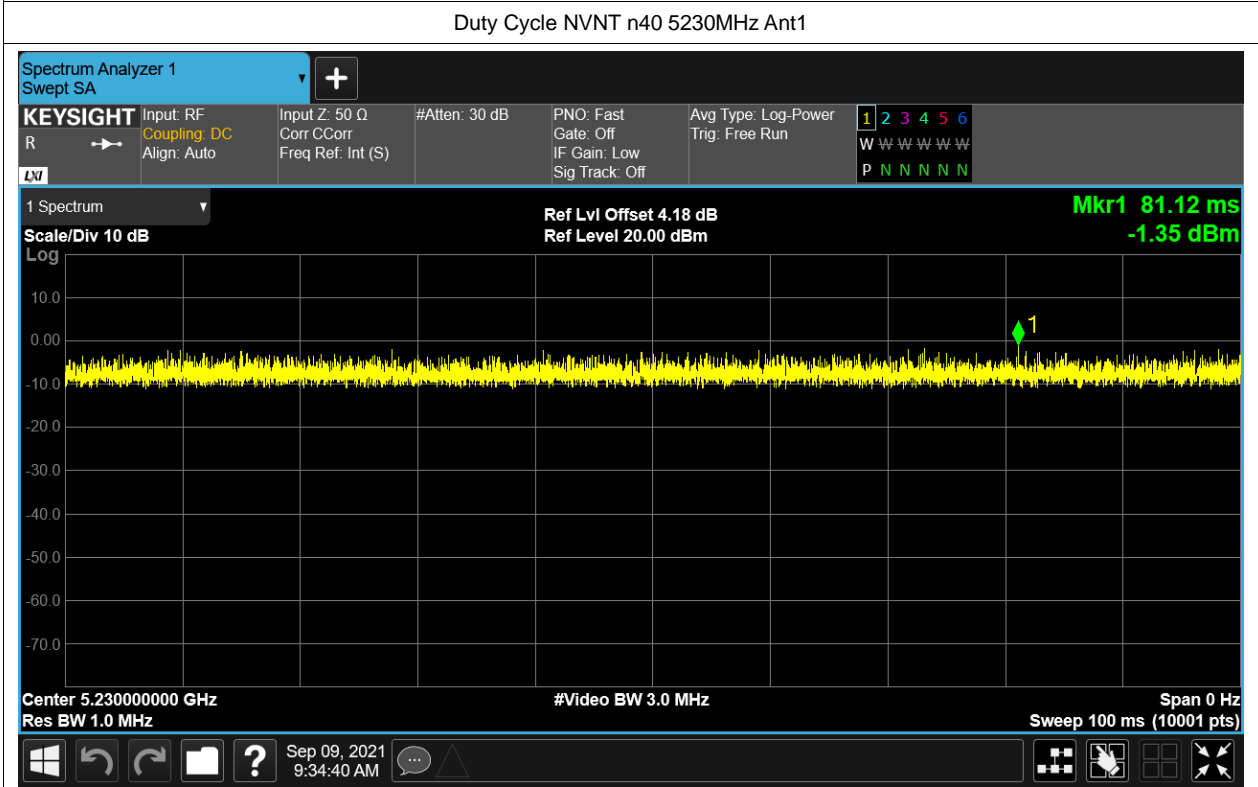 Duty Cycle NVNT n40 5230MHz Ant1
Spectrum Analyzer 1
Swept SA
KEYSIGHT
R
LXI
Input: RF
Coupling: DC
Align: Auto
Input Z: 50 Ω
Corr CCorr
Freq Ref: Int (S)
#Atten: 30 dB
PNO: Fast
Gate: Off
IF Gain: Low
Sig Track: Off
Avg Type: Log-Power
Trig: Free Run
1 2 3 4 5 6
W W W W W W
P N N N N N
1 Spectrum
Scale/Div 10 dB
Ref Lvl Offset 4.18 dB
Ref Level 20.00 dBm
Mkr1 81.12 ms
-1.35 dBm
Log
10.0
0.00
-10.0
-20.0
-30.0
-40.0
-50.0
-60.0
-70.0
1
Center 5.230000000 GHz
Res BW 1.0 MHz
#Video BW 3.0 MHz
Span 0 Hz
Sweep 100 ms (10001 pts)
?
Sep 09, 2021
9:34:40 AM